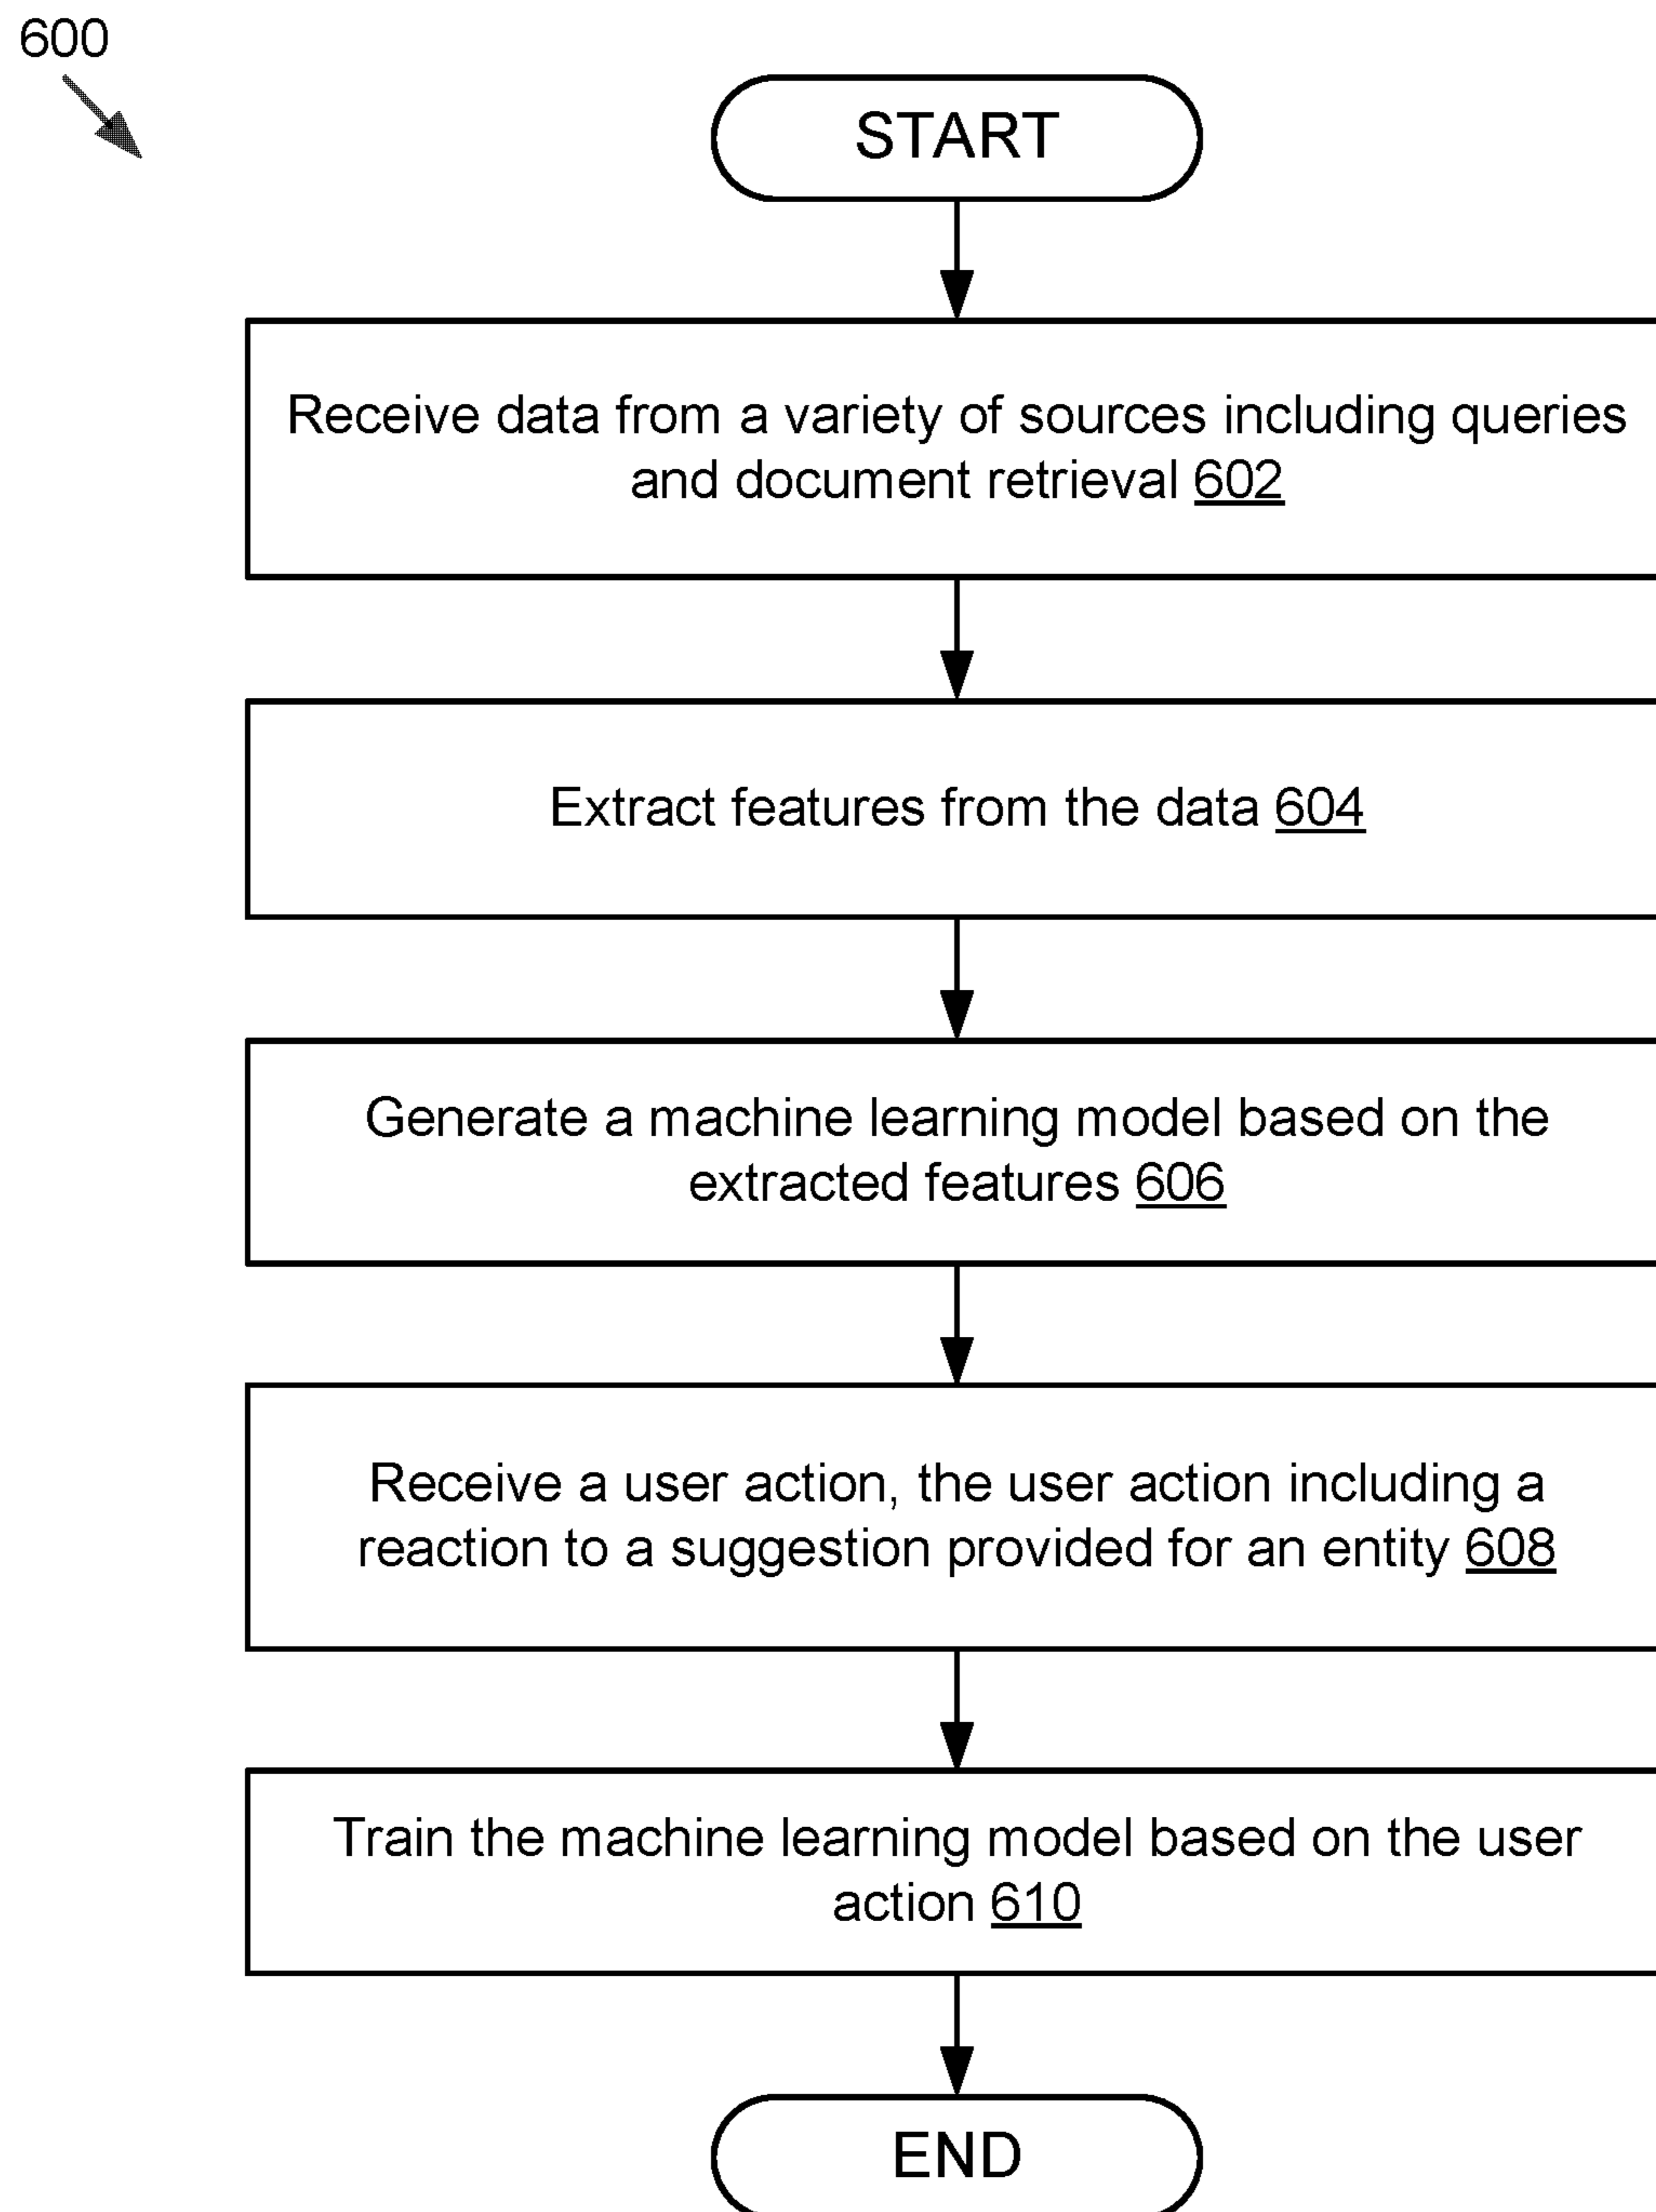 600
START
Receive data from a variety of sources including queries
and document retrieval 602
Extract features from the data 604
Generate a machine learning model based on the
extracted features 606
Receive a user action, the user action including a
reaction to a suggestion provided for an entity 608
Train the machine learning model based on the user
action 610
END